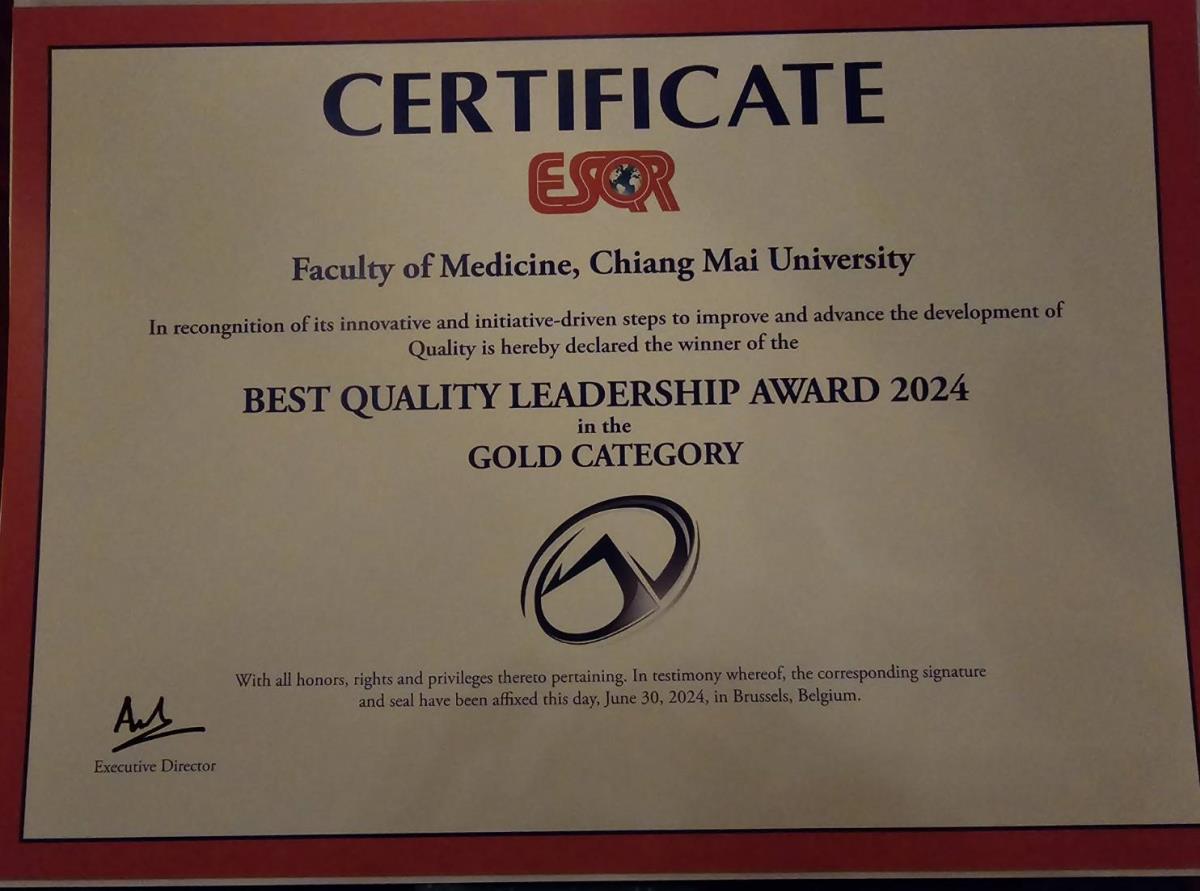 CERTIFICATE
ESQR
Faculty of Medicine, Chiang Mai University
In recongnition of its innovative and initiative-driven steps to improve and advance the development of
Quality is hereby declared the winner of the
BEST QUALITY LEADERSHIP AWARD 2024
in the
GOLD CATEGORY
With all honors, rights and privileges thereto pertaining. In testimony whereof, the corresponding signature
and seal have been affixed this day, June 30, 2024, in Brussels, Belgium.
Executive Director